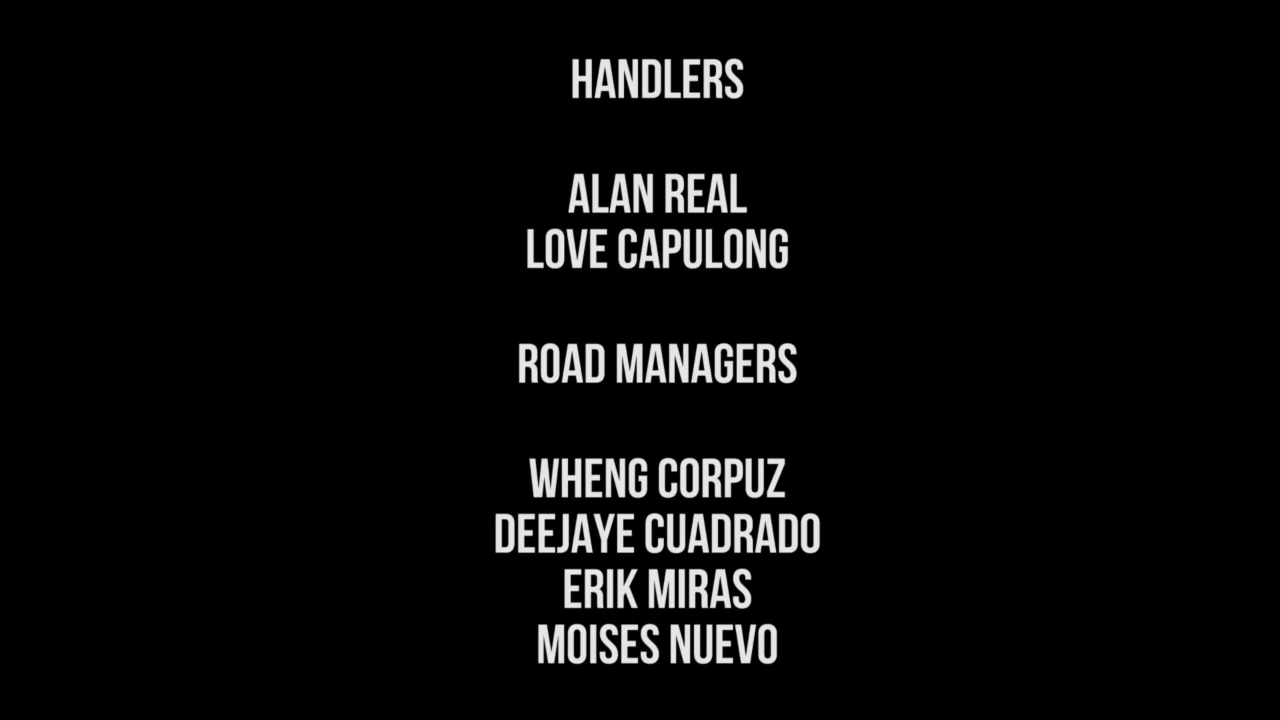 HANDLERS
ALAN REAL
LOVE CAPULONG
ROAD MANAGERS
WHENG CORPUZ
DEEJAYE CUADRADO
ERIK MIRAS
MOISES NUEVO